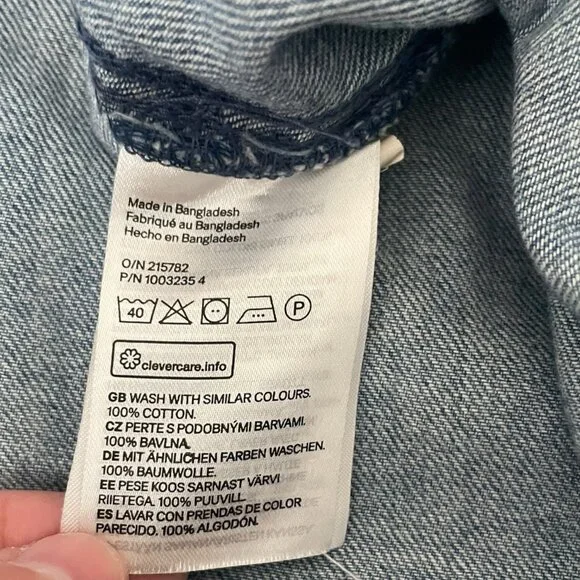 Made in Bangladesh
Fabriqué au Bangladesh
Hecho en Bangladesh
O/N 215782
P/N 1003235 4
40 P
clevercare.info
GB WASH WITH SIMILAR COLOURS.
100% COTTON.
CZ PERTE S PODOBNÝMI BARVAMI.
100% BAVLNA.
DE MIT ÄHNLICHEN FARBEN WASCHEN.
100% BAUMWOLLE.
EE PESE KOOS SARNAST VÄRVI
RIIETEGA. 100% PUUVILL.
ES LAVAR CON PRENDAS DE COLOR
PARECIDO. 100% ALGODÓN.